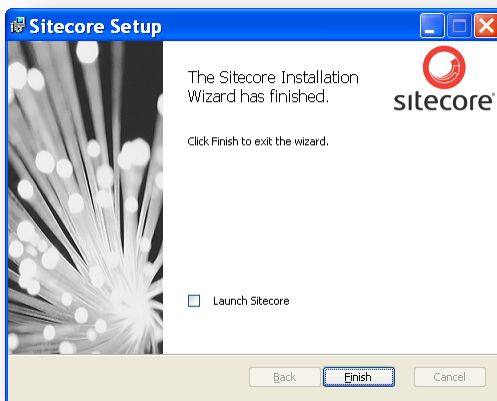 Sitecore Setup
The Sitecore Installation
Wizard has finished.
sitecore
Click Finish to exit the wizard.
Launch Sitecore
Back
Finish
Cancel